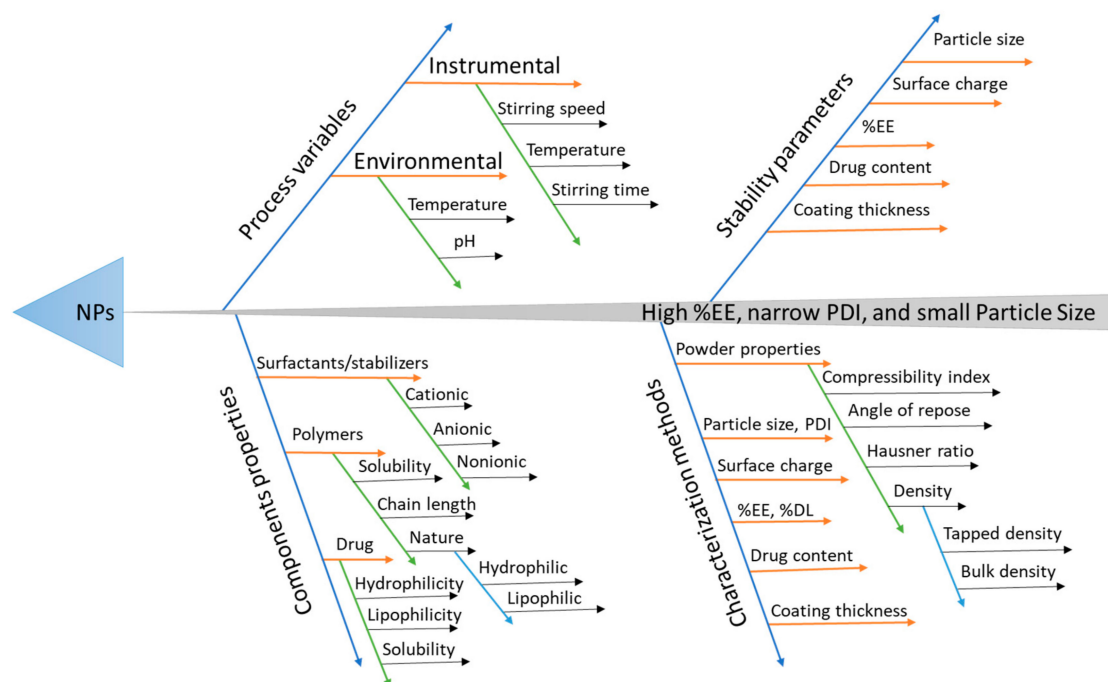 Process variables
Instrumental
Stirring speed
Temperature
Stirring time
Environmental
Temperature
pH
Stability parameters
Particle size
Surface charge
%EE
Drug content
Coating thickness
NPs
High %EE, narrow PDI, and small Particle Size
Components properties
Surfactants/stabilizers
Cationic
Anionic
Nonionic
Polymers
Solubility
Chain length
Nature
Hydrophilic
Lipophilic
Drug
Hydrophilicity
Lipophilicity
Solubility
Characterization methods
Powder properties
Compressibility index
Angle of repose
Hausner ratio
Density
Tapped density
Bulk density
Particle size, PDI
Surface charge
%EE, %DL
Drug content
Coating thickness